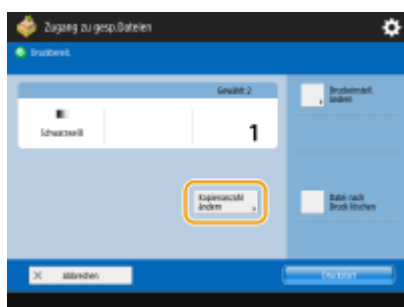 Zugang zu gesp.Dateien
Druckbereit.
Gewählt:2
Schwarzweiß
1
Druckeinstell.
ändern
Kopienanzahl
ändern
Datei nach
Druck löschen
Abbrechen
Druckstart